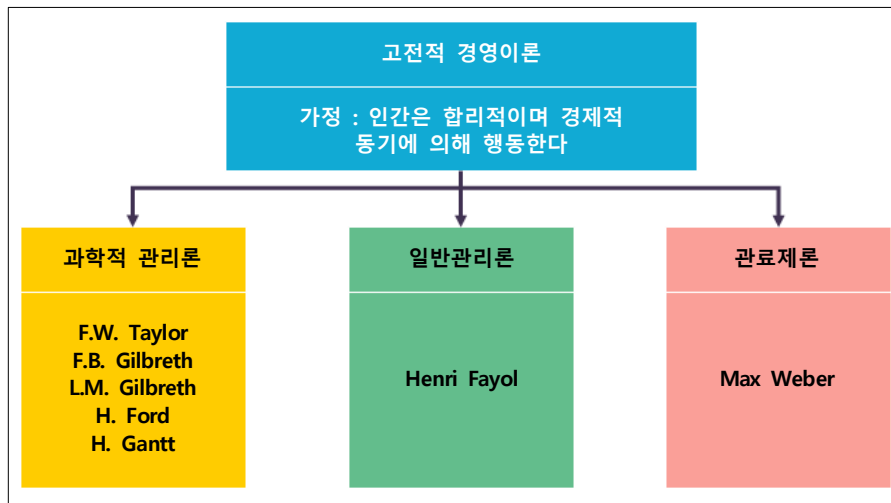 고전적 경영이론
가정 : 인간은 합리적이며 경제적
동기에 의해 행동한다
과학적 관리론
F.W. Taylor
F.B. Gilbreth
L.M. Gilbreth
H. Ford
H. Gantt
일반관리론
Henri Fayol
관료제론
Max Weber